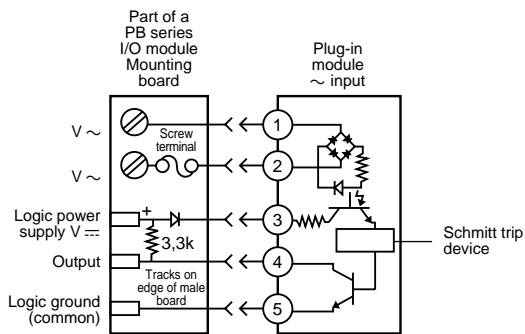 Part of a
PB series
I/O module
Mounting
board
Plug-in
module
∼ input
V ∼
Screw
terminal
V ∼
1
2
Logic power
supply V ⎓
+
3,3k
3
Output
Tracks on
edge of male
board
4
Logic ground
(common)
5
Schmitt trip
device